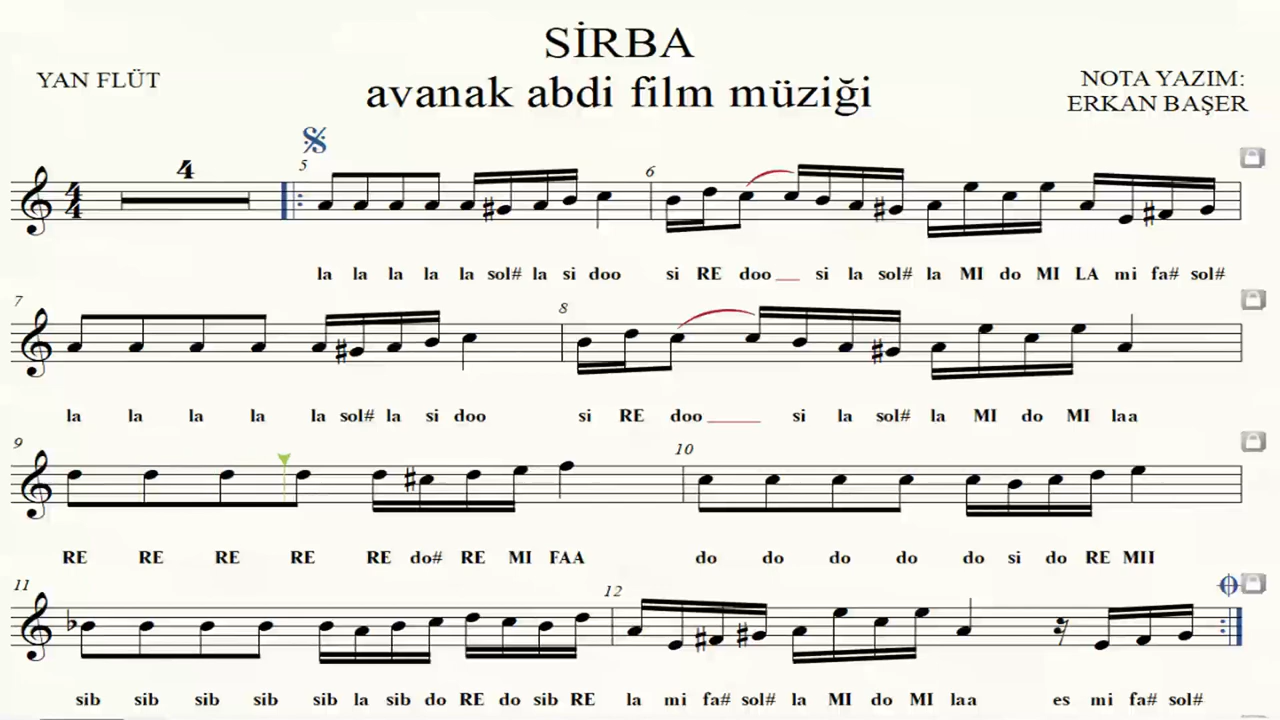 SİRBA
YAN FLÜT
avanak abdi film müziği
NOTA YAZIM:
ERKAN BAŞER
4
5
6
4
4
la la la la la sol# la si doo si RE doo__ si la sol# la MI do MI LA mi fa# sol#
7
8
la la la la la sol# la si doo si RE doo_____ si la sol# la MI do MI laa
9
10
RE RE RE RE RE do# RE MI FAA do do do do do si do RE MII
11
12
sib sib sib sib sib la sib do RE do sib RE la mi fa# sol# la MI do MI laa es mi fa# sol#